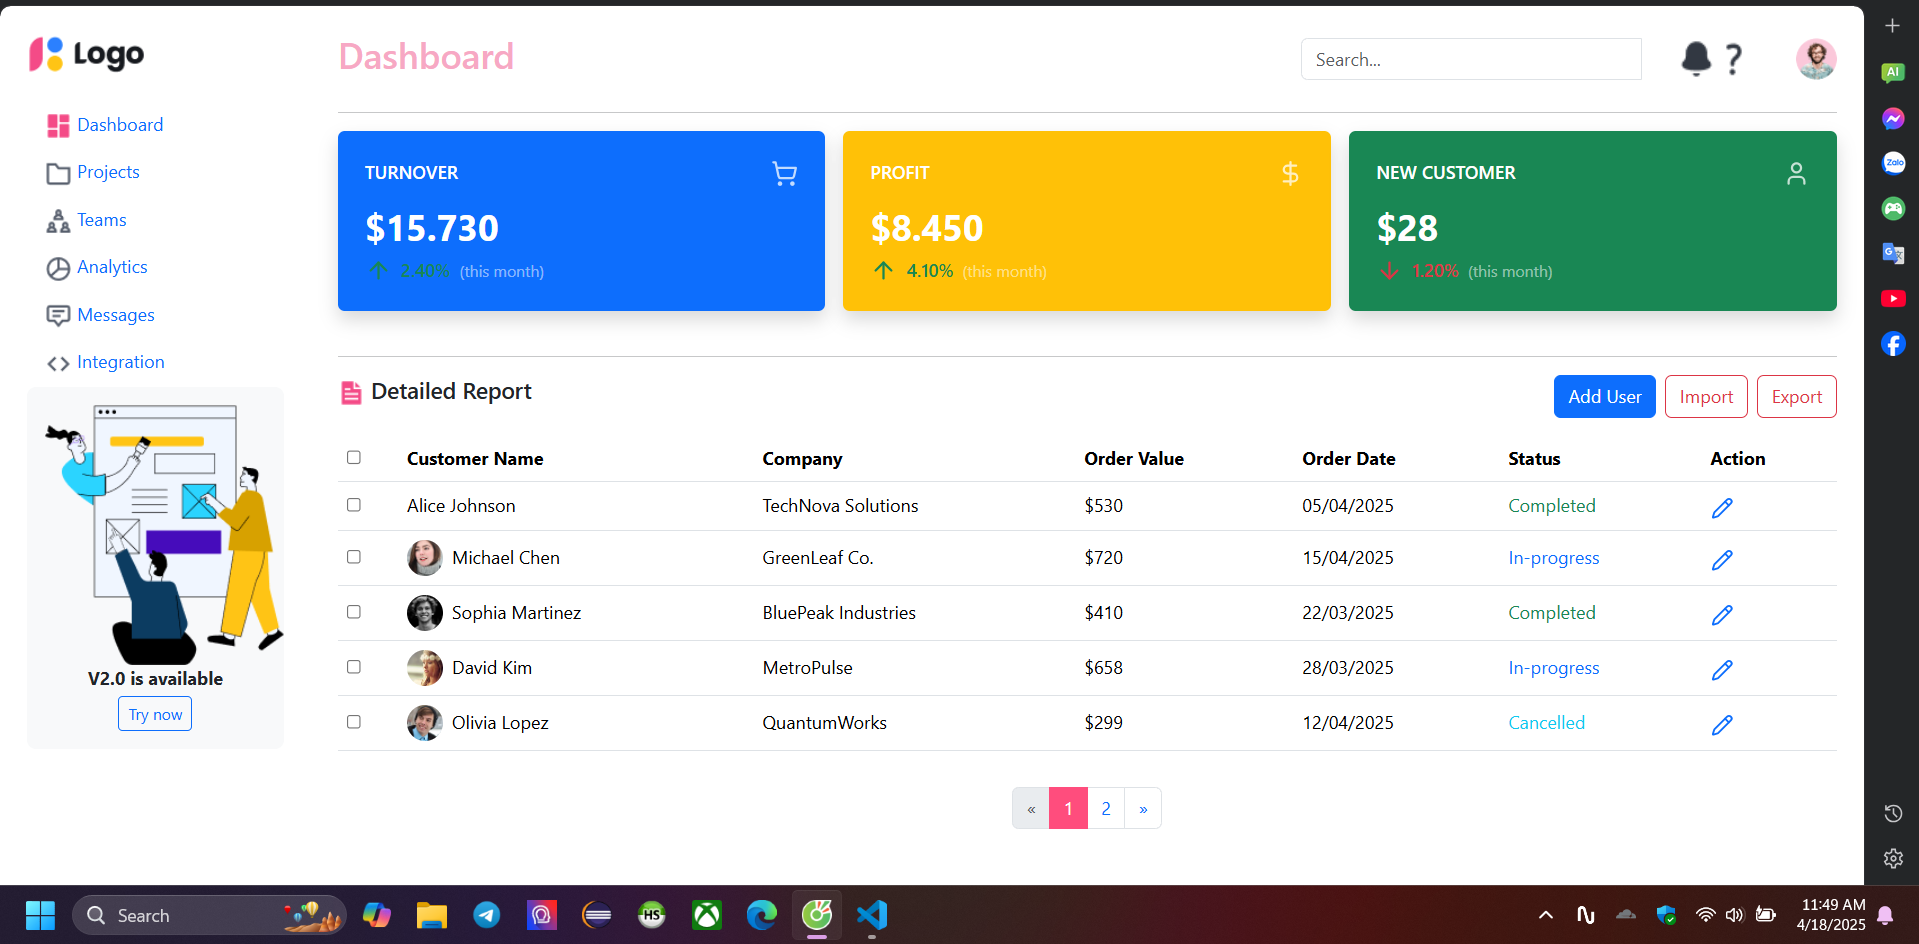 Logo
Dashboard
Search...
Dashboard
Projects
Teams
Analytics
Messages
Integration
V2.0 is available
Try now
TURNOVER
$15.730
2.40% (this month)
PROFIT
$8.450
4.10% (this month)
NEW CUSTOMER
$28
1.20% (this month)
Detailed Report
Add User Import Export
Customer Name Company Order Value Order Date Status Action
Alice Johnson TechNova Solutions $530 05/04/2025 Completed
Michael Chen GreenLeaf Co. $720 15/04/2025 In-progress
Sophia Martinez BluePeak Industries $410 22/03/2025 Completed
David Kim MetroPulse $658 28/03/2025 In-progress
Olivia Lopez QuantumWorks $299 12/04/2025 Cancelled
« 1 2 »
AI
Zalo
Search
HS
11:49 AM
4/18/2025